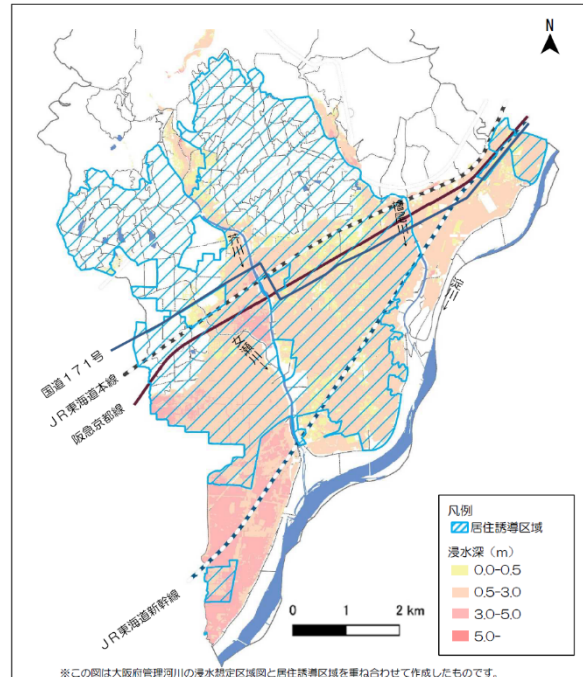 N
芥川
檜尾川
淀川
女瀬川
国道171号
JR東海道本線
阪急京都線
JR東海道新幹線
0 1 2 km
凡例
居住誘導区域
浸水深(m)
0.0-0.5
0.5-3.0
3.0-5.0
5.0-
※この図は大阪府管理河川の浸水想定区域図と居住誘導区域を重ね合わせて作成したものです。